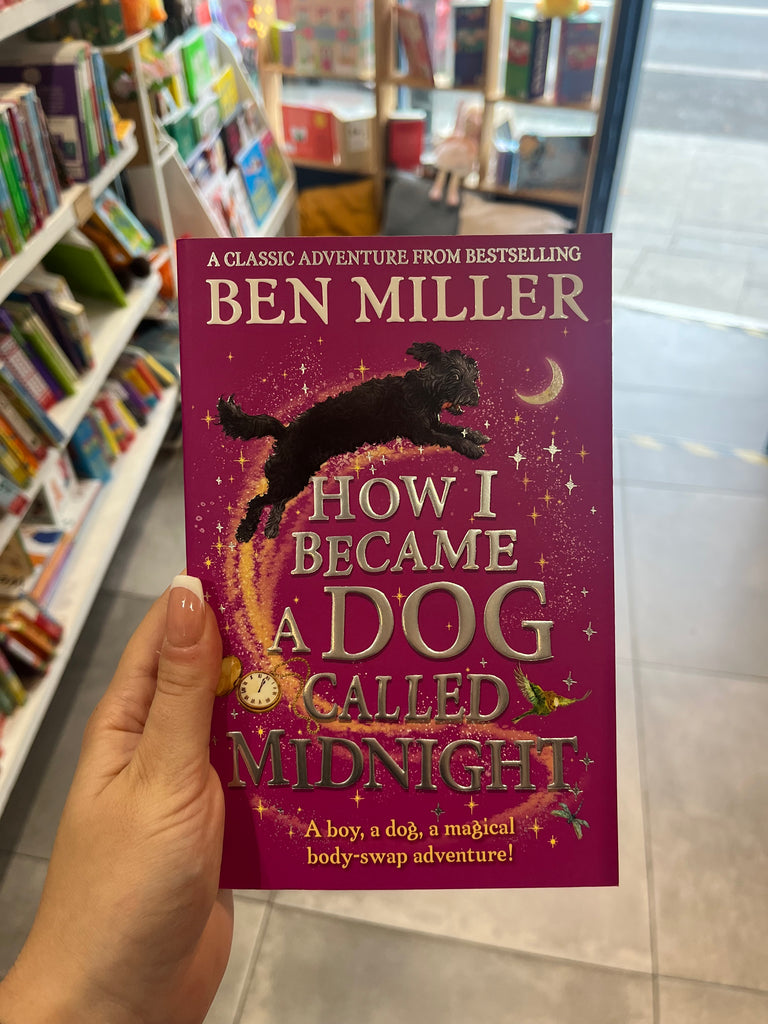 A CLASSIC ADVENTURE FROM BESTSELLING
BEN MILLER
HOW I
BECAME
A DOG
CALLED
MIDNIGHT
A boy, a dog, a magical
body-swap adventure!